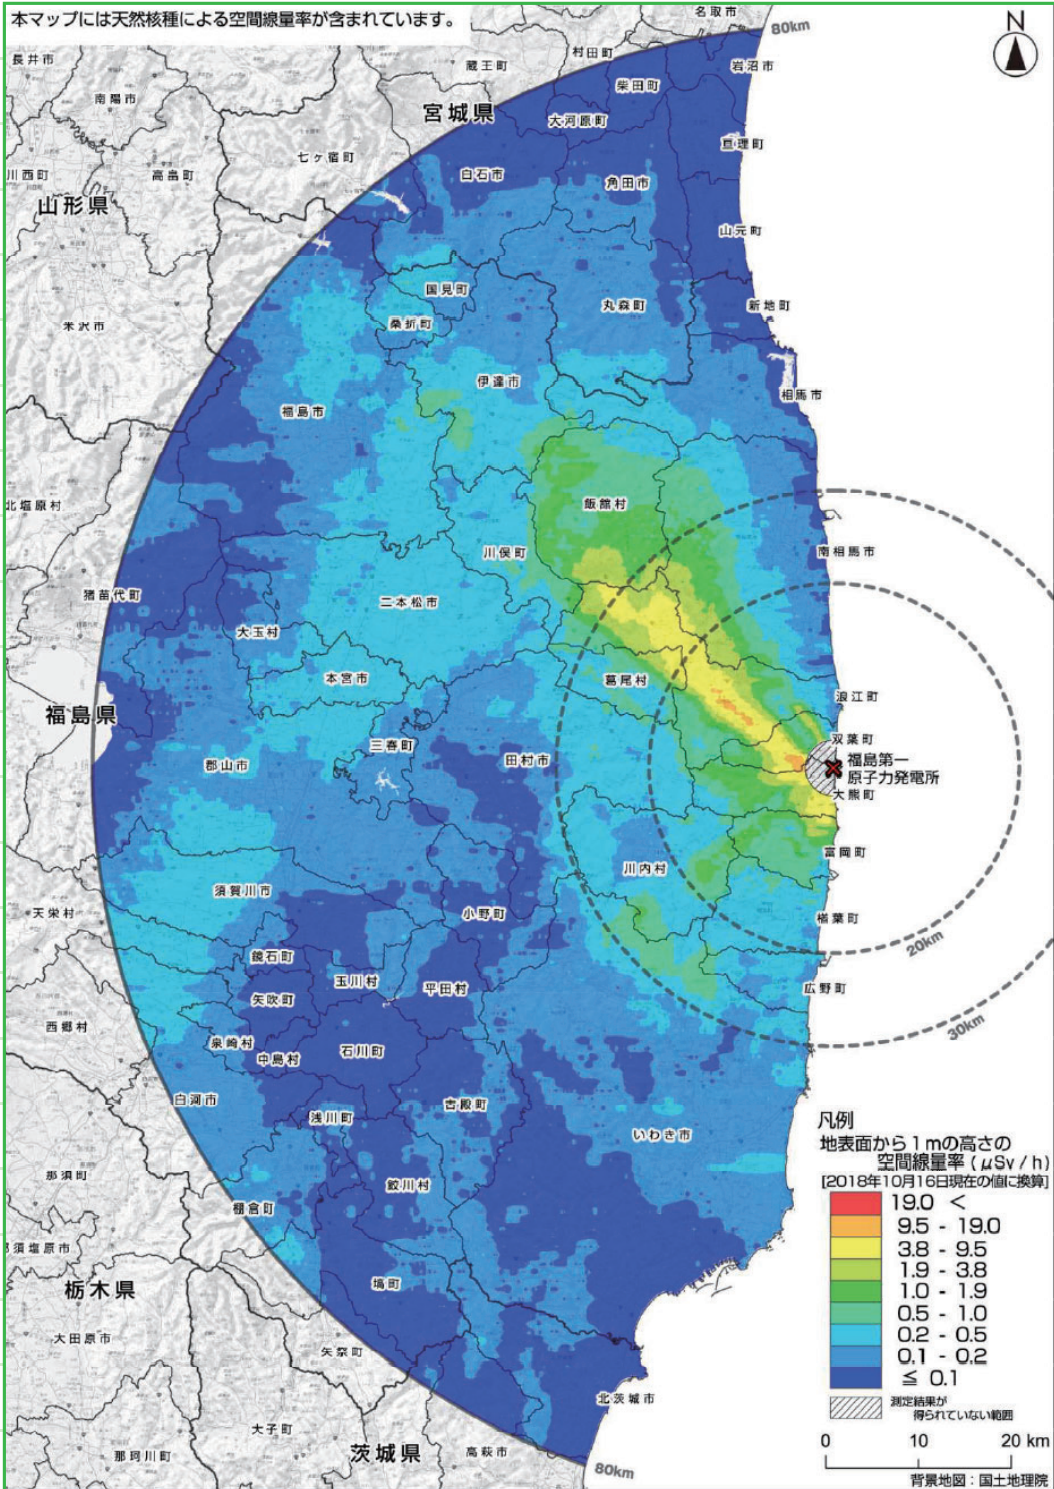 本マップには天然核種による空間線量率が含まれています。
名取市
80km
N
長井市
村田町
蔵王町
岩沼市
柴田町
南陽市
宮城県
大河原町
亘理町
七ヶ宿町
川西町
高畠町
白石市
角田市
山形県
山元町
国見町
丸森町
新地町
米沢市
桑折町
伊達市
相馬市
福島市
北塩原村
飯舘村
川俣町
南相馬市
猪苗代町
二本松市
大玉村
本宮市
葛尾村
浪江町
福島県
双葉町
三春町
田村市
郡山市
福島第一
原子力発電所
大熊町
富岡町
川内村
須賀川市
天栄村
小野町
楢葉町
20km
鏡石町
玉川村
平田村
広野町
矢吹町
西郷村
30km
泉崎村
中島村
石川町
白河市
古殿町
浅川町
いわき市
凡例
地表面から1mの高さの
空間線量率 (μSv/h)
[2018年10月16日現在の値に換算]
19.0 <
9.5 - 19.0
3.8 - 9.5
1.9 - 3.8
1.0 - 1.9
0.5 - 1.0
0.2 - 0.5
0.1 - 0.2
≦ 0.1
測定結果が
得られていない範囲
那須町
鮫川村
棚倉町
須塩原市
塙町
栃木県
大田原市
矢祭町
北茨城市
大子町
那珂川町
茨城県
高萩市
80km
0 10 20 km
背景地図：国土地理院